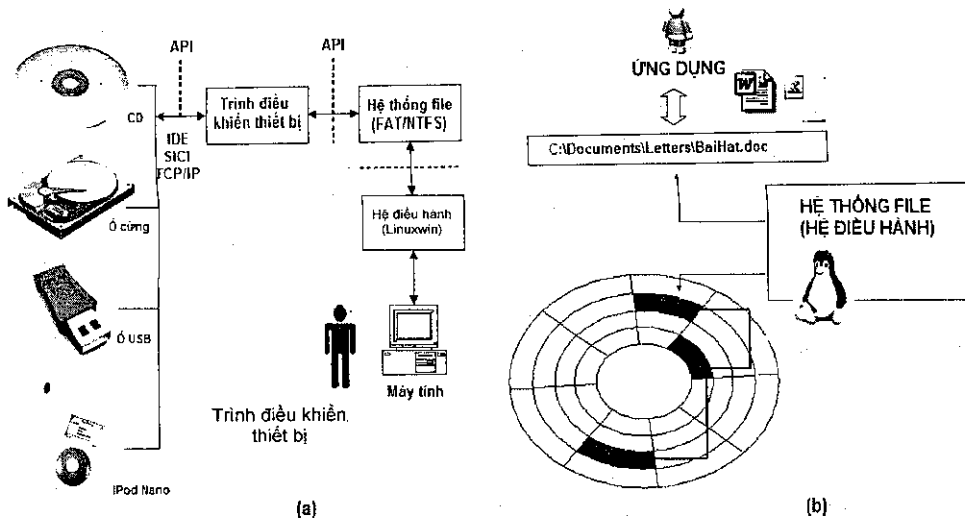 API
API
CD
IDE
SICI
TCP/IP
Trình điều
khiển thiết bị
Hệ thống file
(FAT/NTFS)
Hệ điều hành
(Linuxwin)
Ổ cứng
Ổ USB
IPod Nano
Máy tính
Trình điều khiển
thiết bị
(a)
ỨNG DỤNG
W
C:\Documents\Letters\BaiHat.doc
HỆ THỐNG FILE
(HỆ ĐIỀU HÀNH)
(b)